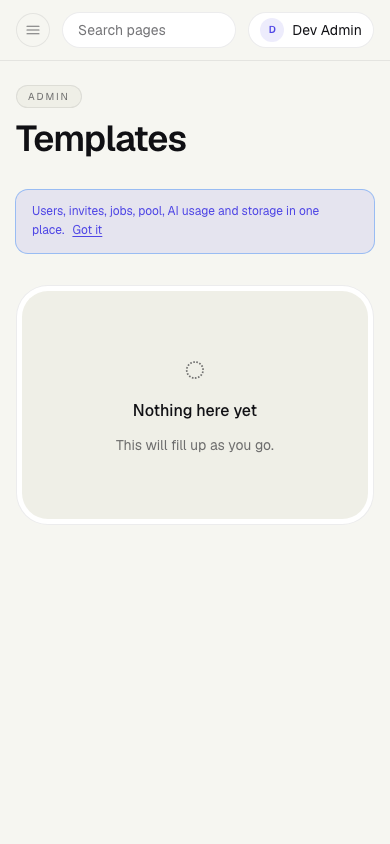 Search pages
D
Dev Admin
ADMIN
Templates
Users, invites, jobs, pool, AI usage and storage in one
place. Got it
Nothing here yet
This will fill up as you go.